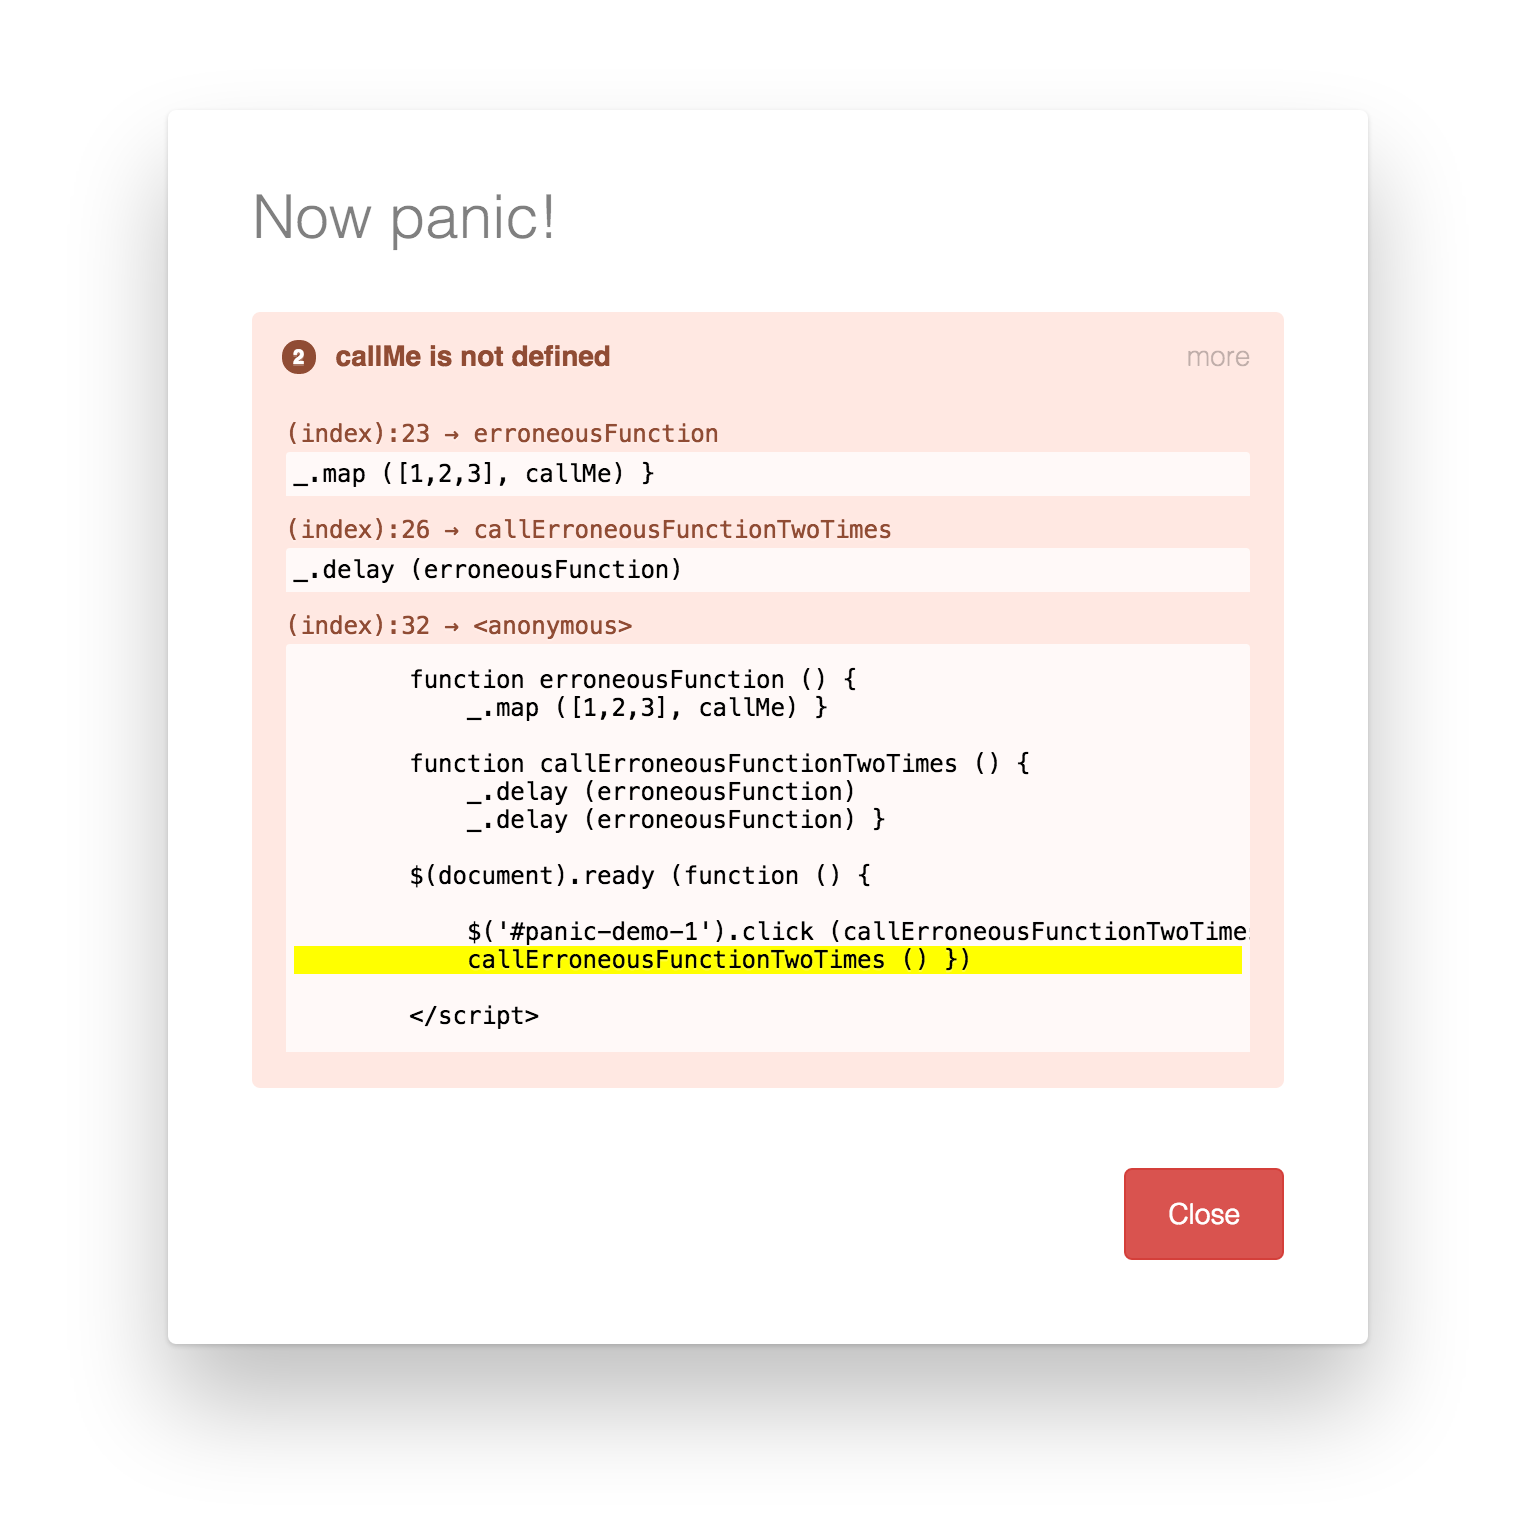 Now panic!
2 callMe is not defined more
(index):23 → erroneousFunction
_.map ([1,2,3], callMe) }
(index):26 → callErroneousFunctionTwoTimes
_.delay (erroneousFunction)
(index):32 → <anonymous>
function erroneousFunction () {
_.map ([1,2,3], callMe) }
function callErroneousFunctionTwoTimes () {
_.delay (erroneousFunction)
_.delay (erroneousFunction) }
$(document).ready (function () {
$('#panic-demo-1').click (callErroneousFunctionTwoTimes
callErroneousFunctionTwoTimes () })
</script>
Close